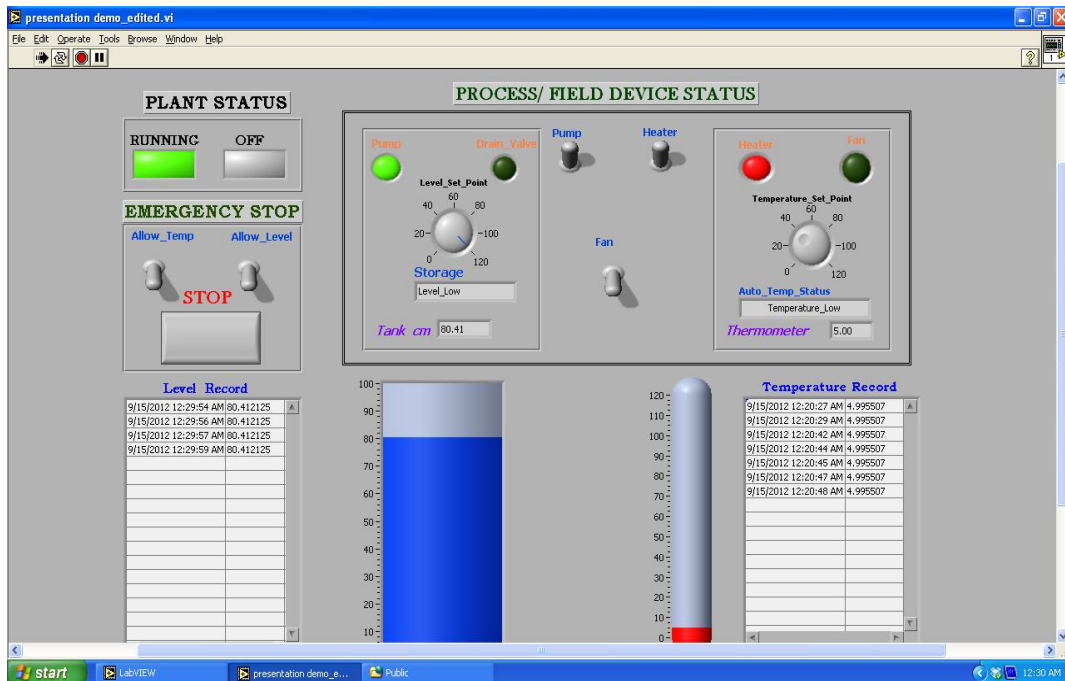 presentation demo_edited.vi
File Edit Operate Tools Browse Window Help
1
PLANT STATUS
RUNNING OFF
EMERGENCY STOP
Allow_Temp Allow_Level
STOP
PROCESS/ FIELD DEVICE STATUS
Pump Drain_Valve
Level_Set_Point
0 20 40 60 80 100 120
Storage
Level_Low
Tank cm 80.41
Pump Heater
Fan
Heater Fan
Temperature_Set_Point
0 20 40 60 80 100 120
Auto_Temp_Status
Temperature_Low
Thermometer 5.00
Level Record
9/15/2012 12:29:54 AM 80.412125
9/15/2012 12:29:56 AM 80.412125
9/15/2012 12:29:57 AM 80.412125
9/15/2012 12:29:59 AM 80.412125
100
90
80
70
60
50
40
30
20
10
120
110
100
90
80
70
60
50
40
30
20
10
0
Temperature Record
9/15/2012 12:20:27 AM 4.995507
9/15/2012 12:20:29 AM 4.995507
9/15/2012 12:20:42 AM 4.995507
9/15/2012 12:20:44 AM 4.995507
9/15/2012 12:20:45 AM 4.995507
9/15/2012 12:20:47 AM 4.995507
9/15/2012 12:20:48 AM 4.995507
start LabVIEW presentation demo_e... Public 12:30 AM